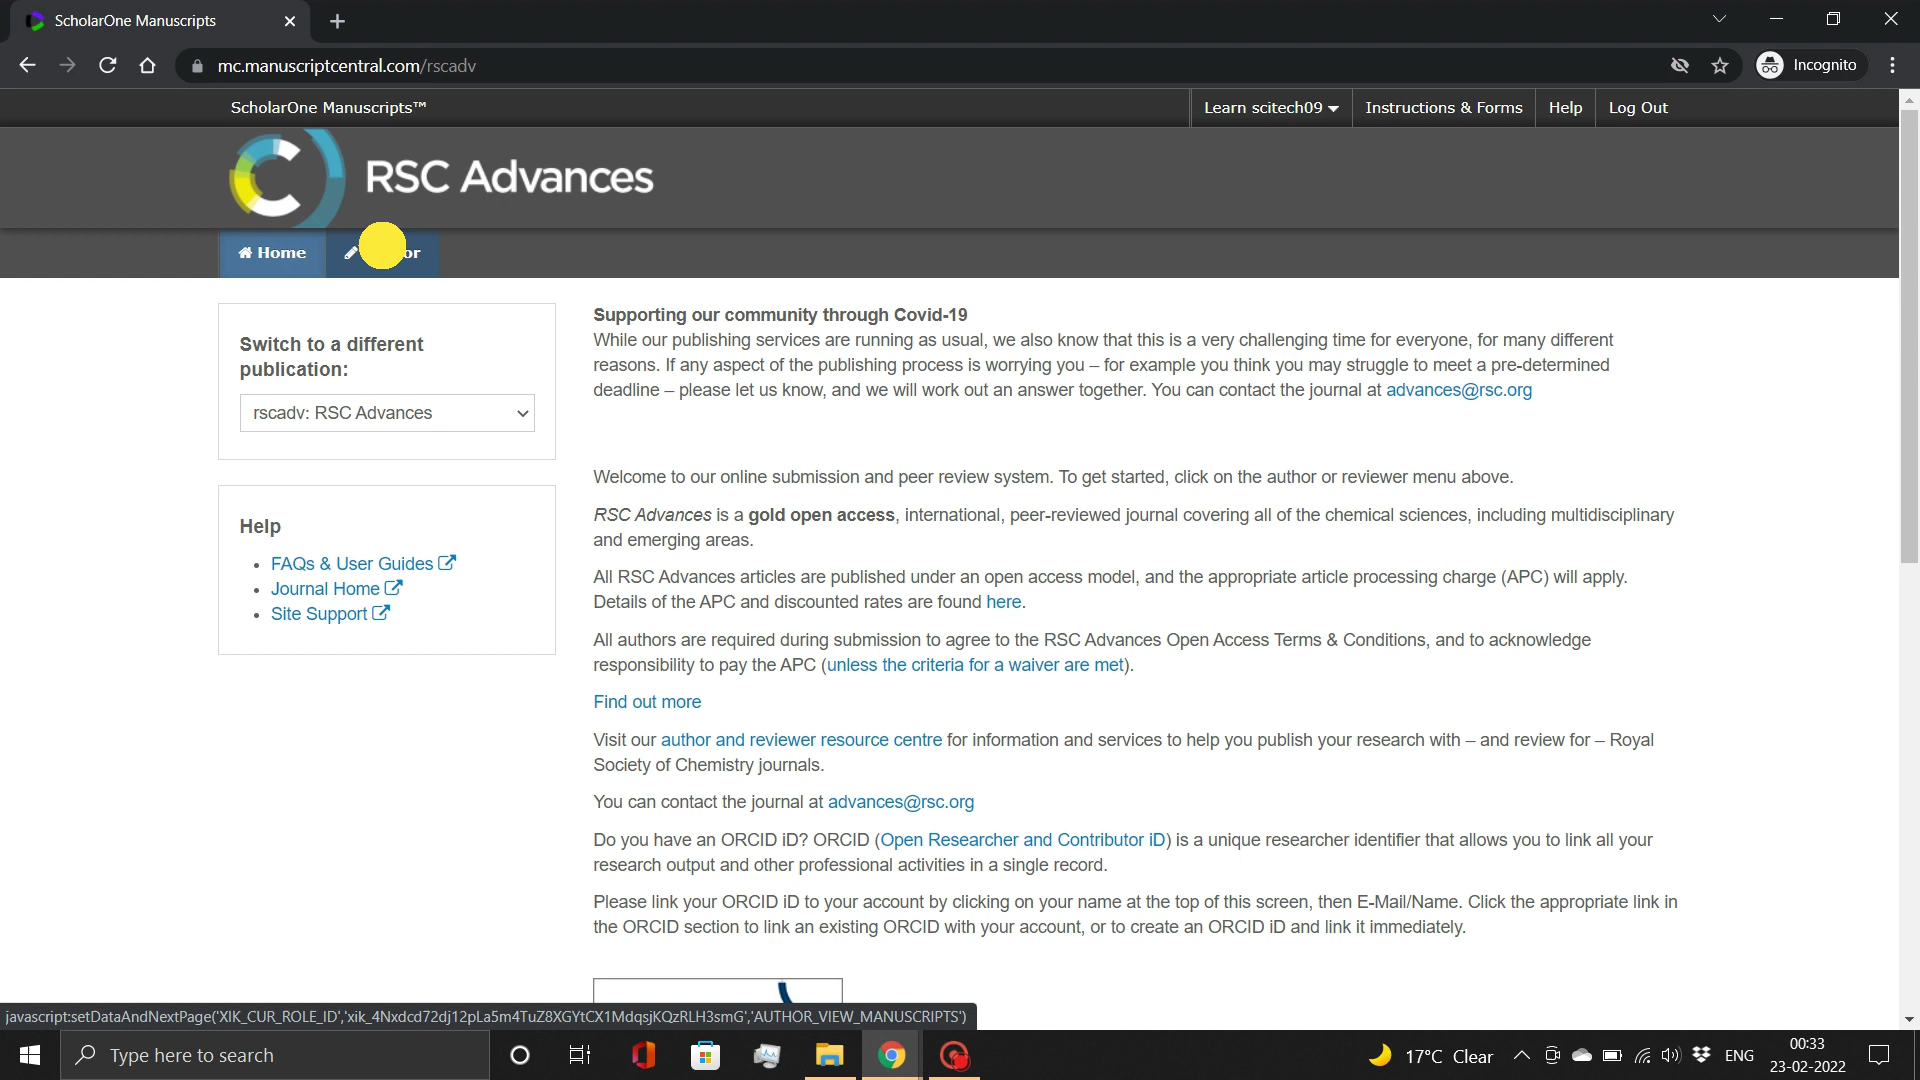 ScholarOne Manuscripts
mc.manuscriptcentral.com/rscadv
Incognito
ScholarOne Manuscripts™
Learn scitech09
Instructions & Forms
Help
Log Out
RSC Advances
Home
Switch to a different
publication:
rscadv: RSC Advances
Help
FAQs & User Guides
Journal Home
Site Support
Supporting our community through Covid-19
While our publishing services are running as usual, we also know that this is a very challenging time for everyone, for many different
reasons. If any aspect of the publishing process is worrying you – for example you think you may struggle to meet a pre-determined
deadline – please let us know, and we will work out an answer together. You can contact the journal at advances@rsc.org
Welcome to our online submission and peer review system. To get started, click on the author or reviewer menu above.
RSC Advances is a gold open access, international, peer-reviewed journal covering all of the chemical sciences, including multidisciplinary
and emerging areas.
All RSC Advances articles are published under an open access model, and the appropriate article processing charge (APC) will apply.
Details of the APC and discounted rates are found here.
All authors are required during submission to agree to the RSC Advances Open Access Terms & Conditions, and to acknowledge
responsibility to pay the APC (unless the criteria for a waiver are met).
Find out more
Visit our author and reviewer resource centre for information and services to help you publish your research with – and review for – Royal
Society of Chemistry journals.
You can contact the journal at advances@rsc.org
Do you have an ORCID iD? ORCID (Open Researcher and Contributor iD) is a unique researcher identifier that allows you to link all your
research output and other professional activities in a single record.
Please link your ORCID iD to your account by clicking on your name at the top of this screen, then E-Mail/Name. Click the appropriate link in
the ORCID section to link an existing ORCID with your account, or to create an ORCID iD and link it immediately.
javascript:setDataAndNextPage('XIK_CUR_ROLE_ID','xik_4Nxdcd72dj12pLa5m4TuZ8XGYtCX1MdqsjKQzRLH3smG','AUTHOR_VIEW_MANUSCRIPTS')
Type here to search
17°C Clear
ENG
00:33
23-02-2022